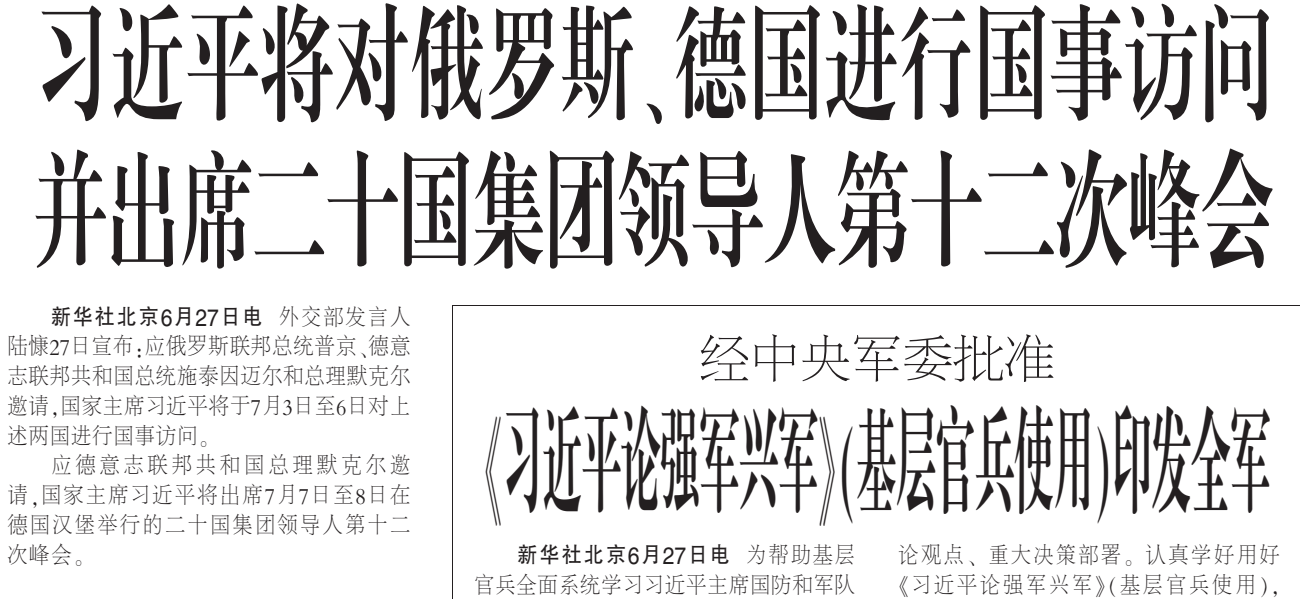 习近平将对俄罗斯、德国进行国事访问
并出席二十国集团领导人第十二次峰会
新华社北京6月27日电 外交部发言人
陆慷27日宣布：应俄罗斯联邦总统普京、德意
志联邦共和国总统施泰因迈尔和总理默克尔
邀请，国家主席习近平将于7月3日至6日对上
述两国进行国事访问。
应德意志联邦共和国总理默克尔邀
请，国家主席习近平将出席7月7日至8日在
德国汉堡举行的二十国集团领导人第十二
次峰会。
经中央军委批准
《习近平论强军兴军》(基层官兵使用)印发全军
新华社北京6月27日电 为帮助基层
官兵全面系统学习习近平主席国防和军队
论观点、重大决策部署。认真学好用好
《习近平论强军兴军》(基层官兵使用)，